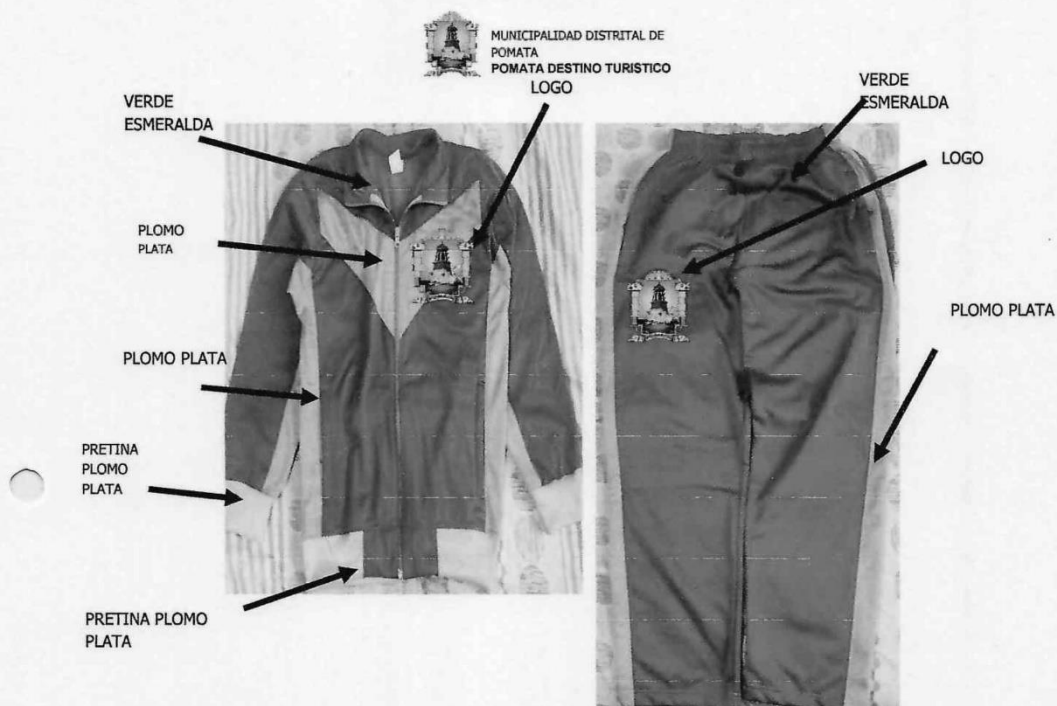 MUNICIPALIDAD DISTRITAL DE
POMATA
POMATA DESTINO TURISTICO
LOGO
VERDE
ESMERALDA
VERDE
ESMERALDA
LOGO
PLOMO
PLATA
PLOMO PLATA
PLOMO PLATA
PRETINA
PLOMO
PLATA
PRETINA PLOMO
PLATA